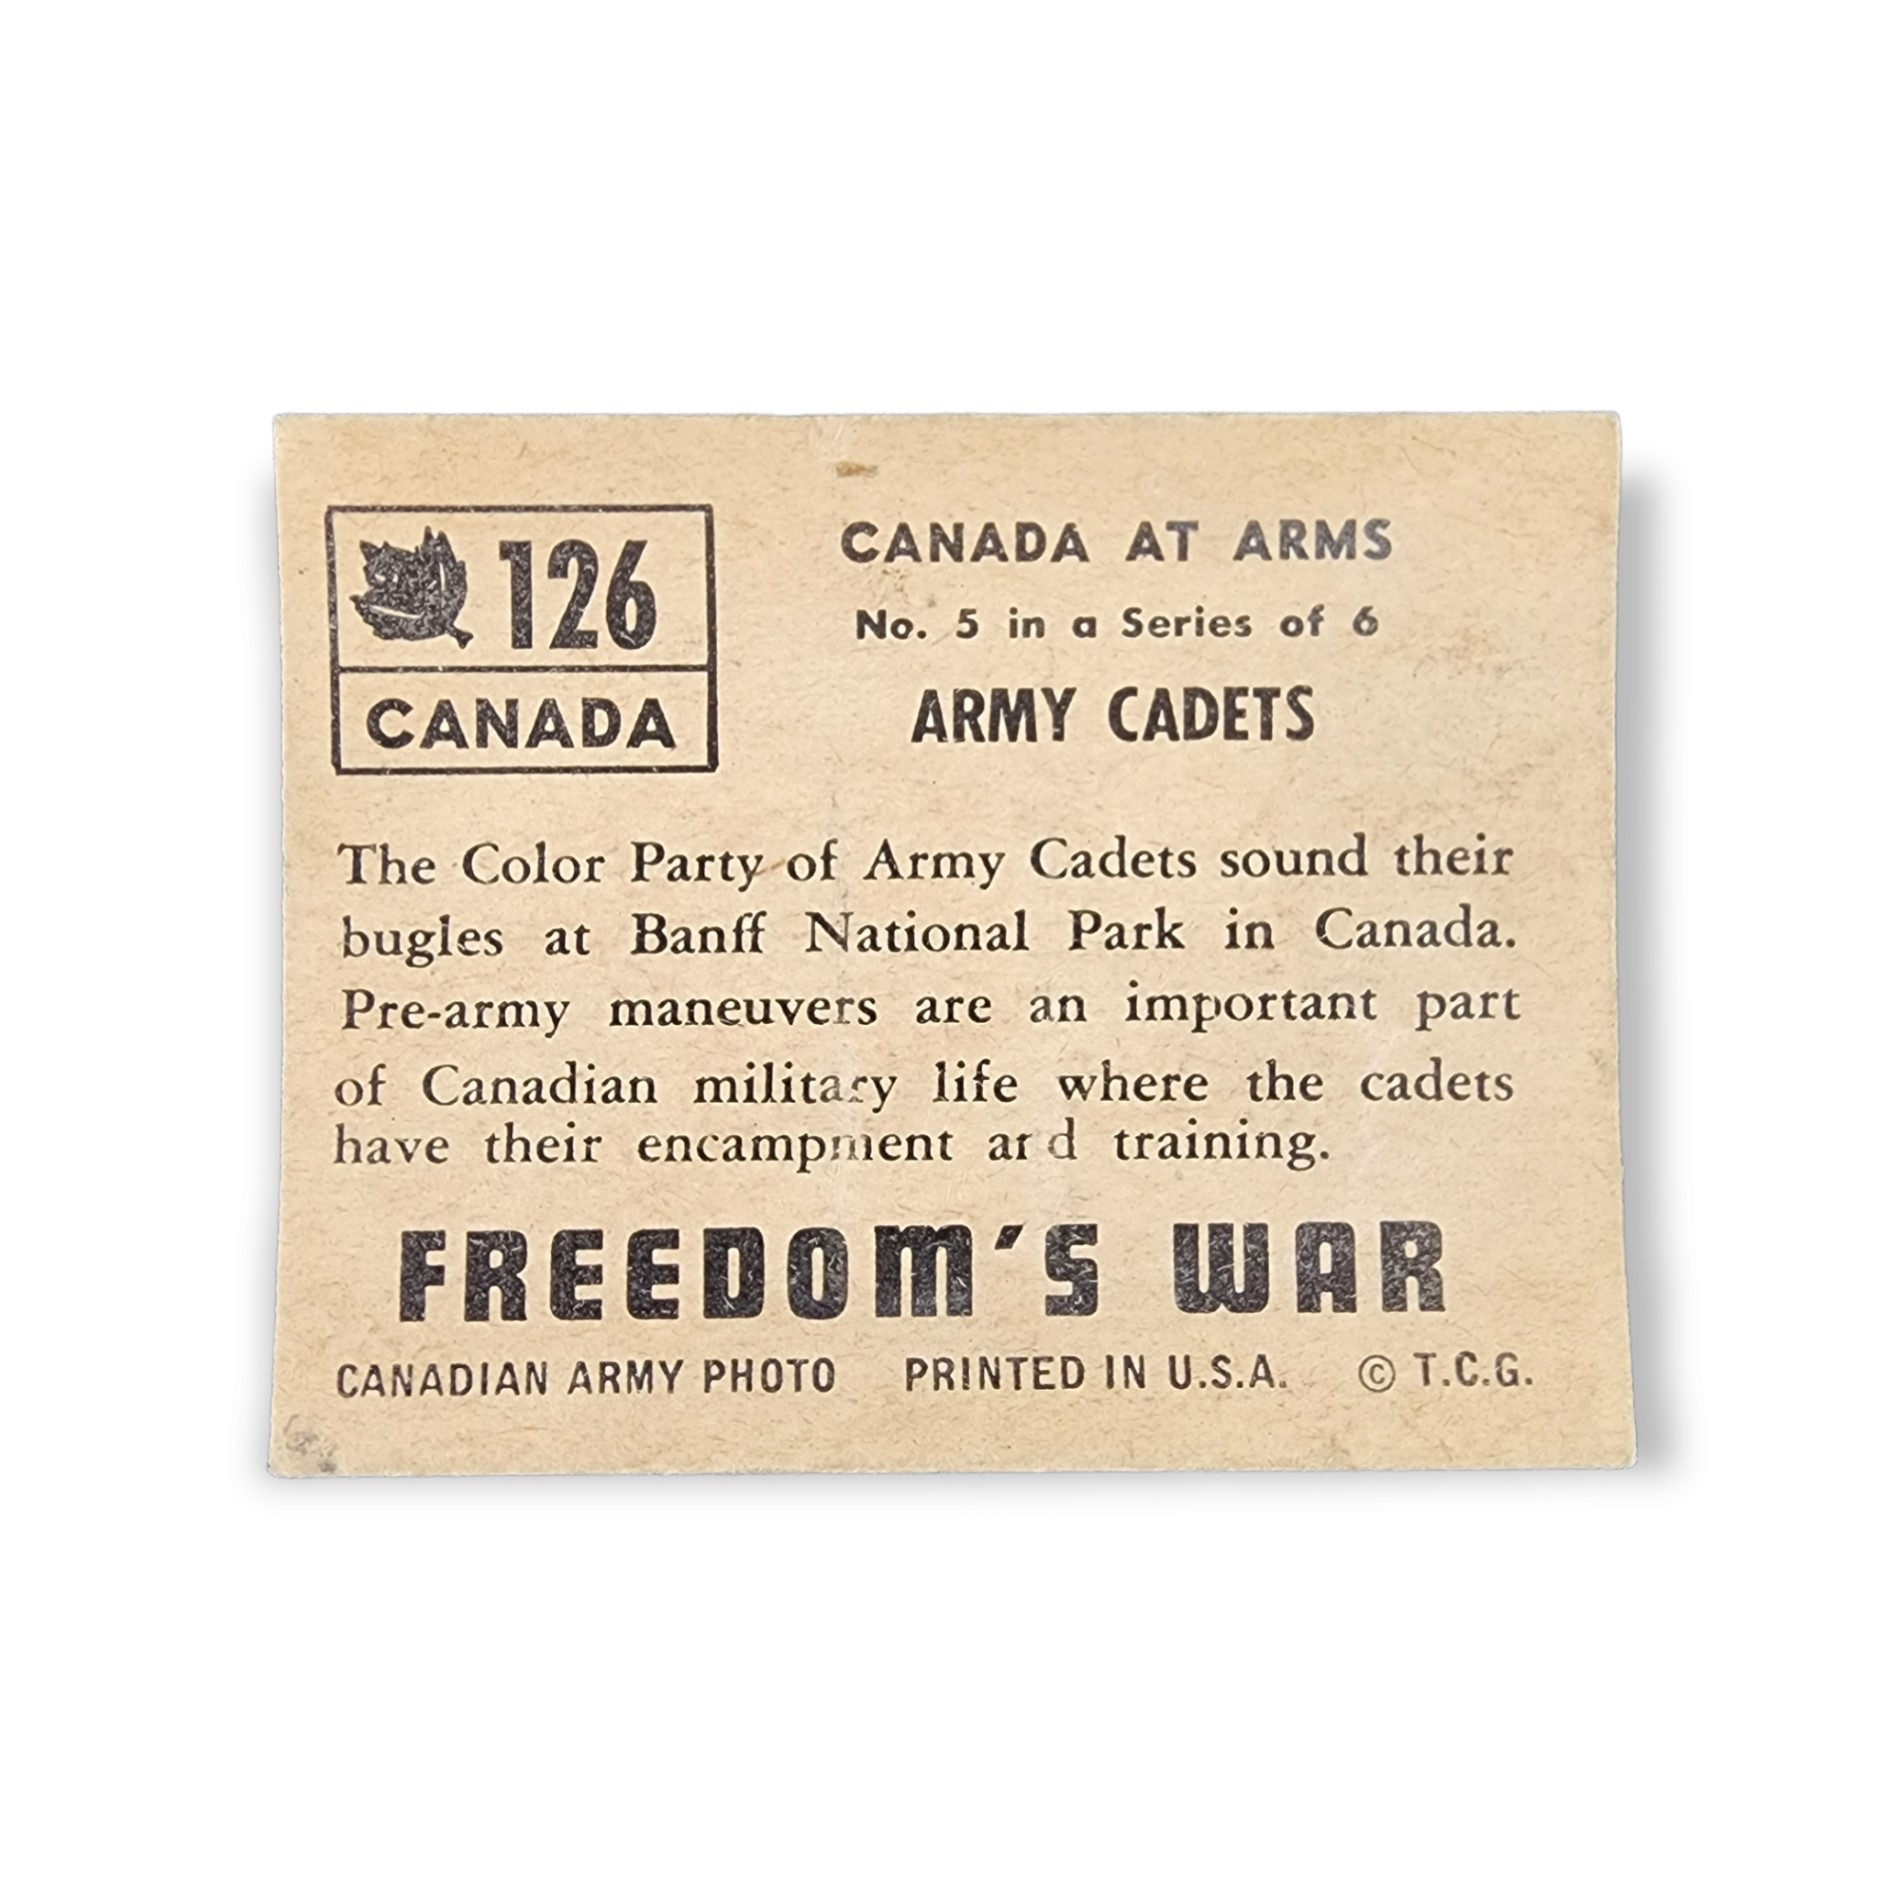 126
CANADA
CANADA AT ARMS
No. 5 in a Series of 6
ARMY CADETS
The Color Party of Army Cadets sound their
bugles at Banff National Park in Canada.
Pre-army maneuvers are an important part
of Canadian military life where the cadets
have their encampment and training.
FREEDOM'S WAR
CANADIAN ARMY PHOTO PRINTED IN U.S.A. © T.C.G.